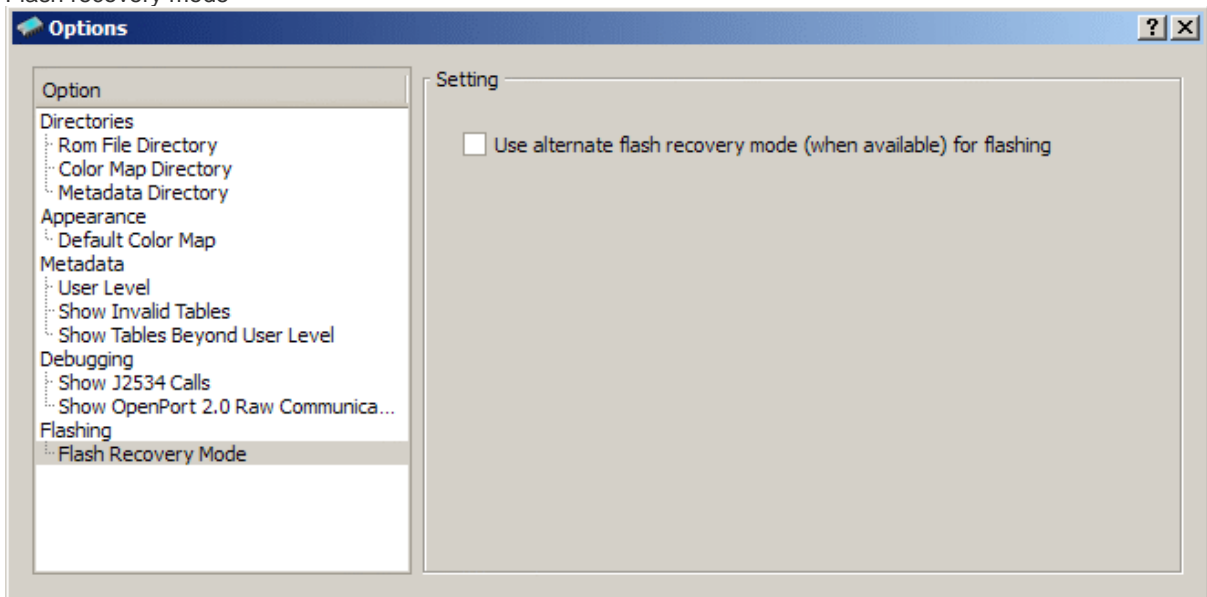 Flash recovery mode
Options
Option
Setting
Directories
Rom File Directory
Color Map Directory
Metadata Directory
Appearance
Default Color Map
Metadata
User Level
Show Invalid Tables
Show Tables Beyond User Level
Debugging
Show J2534 Calls
Show OpenPort 2.0 Raw Communica...
Flashing
Flash Recovery Mode
Use alternate flash recovery mode (when available) for flashing